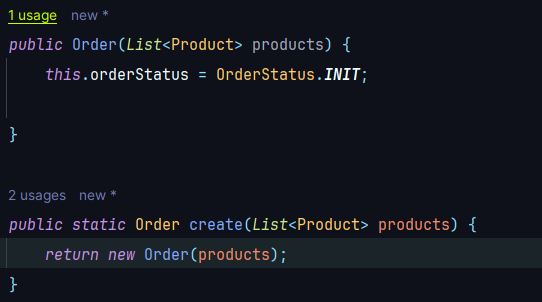 1 usage new *
public Order(List<Product> products) {
    this.orderStatus = OrderStatus.INIT;
}
2 usages new *
public static Order create(List<Product> products) {
    return new Order(products);
}